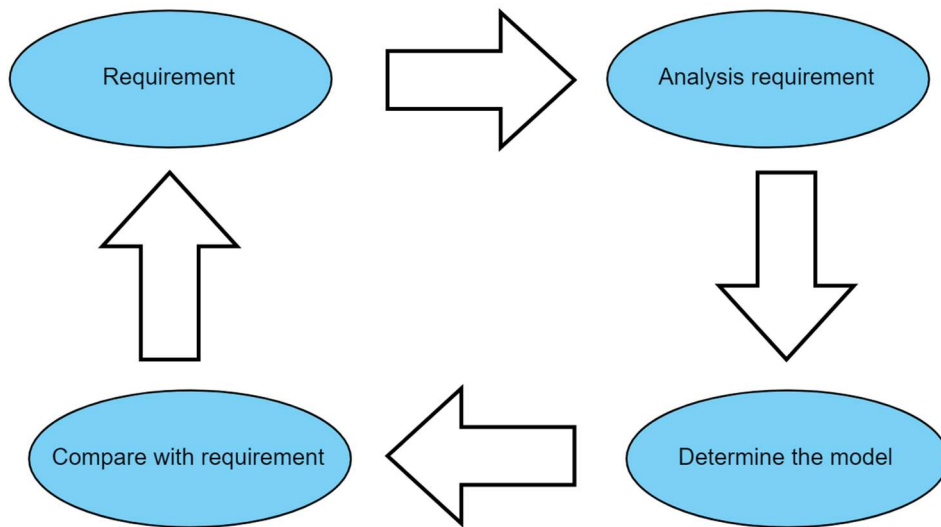 Requirement
Analysis requirement
Compare with requirement
Determine the model